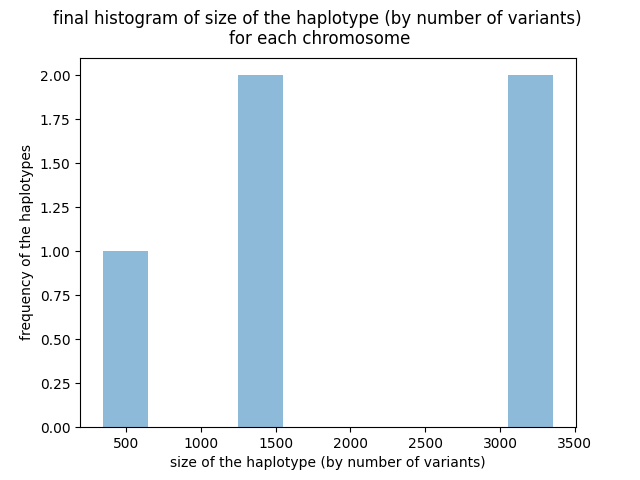 final histogram of size of the haplotype (by number of variants)
for each chromosome
frequency of the haplotypes
2.00
1.75
1.50
1.25
1.00
0.75
0.50
0.25
0.00
500 1000 1500 2000 2500 3000 3500
size of the haplotype (by number of variants)